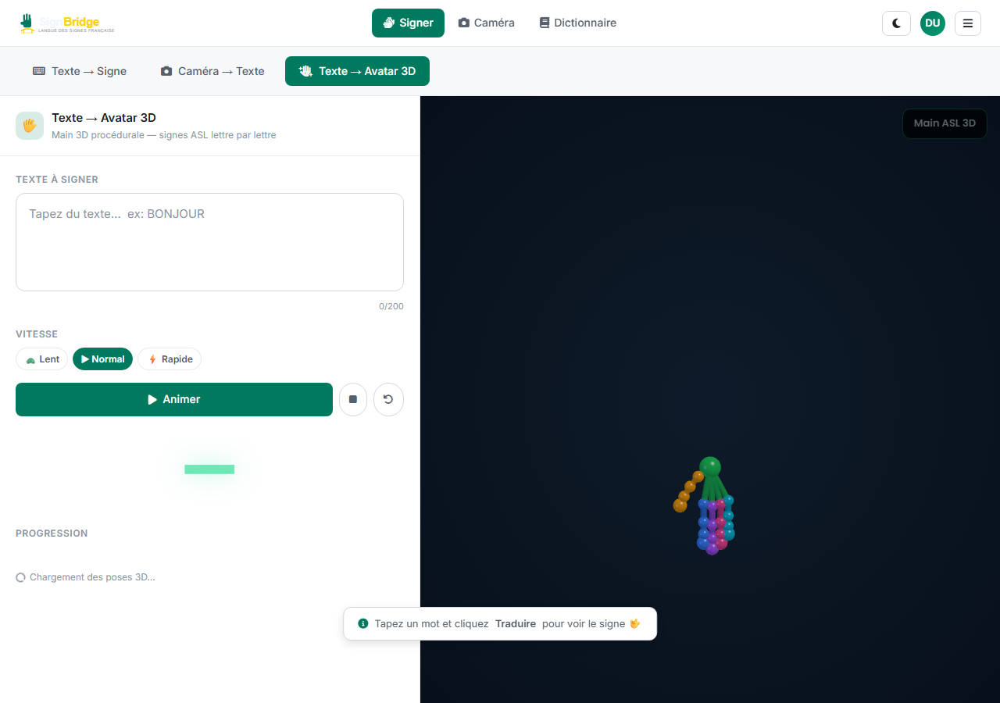 SignBridge
LANGUE DES SIGNES FRANÇAISE
Signer
Caméra
Dictionnaire
DU
Texte → Signe
Caméra → Texte
Texte → Avatar 3D
Texte → Avatar 3D
Main 3D procédurale — signes ASL lettre par lettre
Main ASL 3D
TEXTE À SIGNER
Tapez du texte... ex: BONJOUR
0/200
VITESSE
Lent
Normal
Rapide
Animer
PROGRESSION
Chargement des poses 3D...
Tapez un mot et cliquez Traduire pour voir le signe